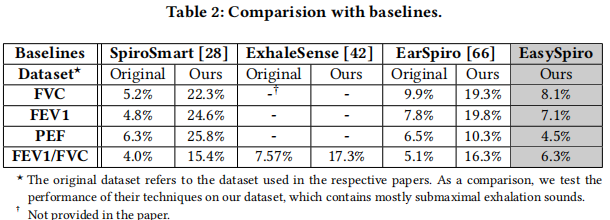 Table 2: Comparision with baselines.
Baselines SpiroSmart [28] ExhaleSense [42] EarSpiro [66] EasySpiro
Dataset★ Original Ours Original Ours Original Ours Ours
FVC 5.2% 22.3% -† - 9.9% 19.3% 8.1%
FEV1 4.8% 24.6% - - 7.8% 19.8% 7.1%
PEF 6.3% 25.8% - - 6.5% 10.3% 4.5%
FEV1/FVC 4.0% 15.4% 7.57% 17.3% 5.1% 16.3% 6.3%
★ The original dataset refers to the dataset used in the respective papers. As a comparison, we test the
performance of their techniques on our dataset, which contains mostly submaximal exhalation sounds.
† Not provided in the paper.